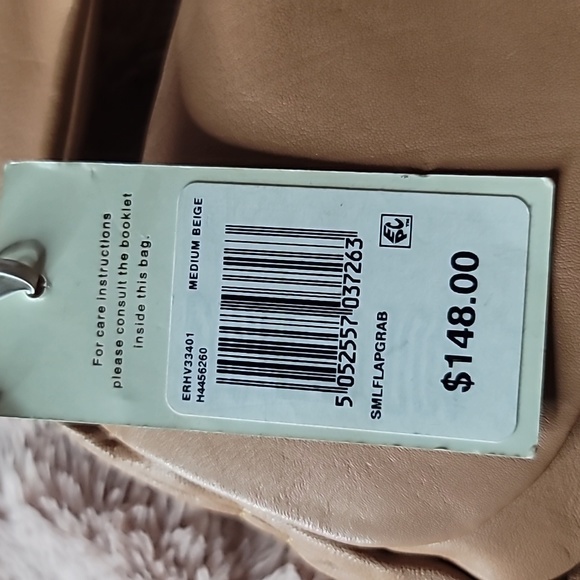 For care instructions
please consult the booklet
inside this bag.
ERHV33401 MEDIUM BEIGE
H4456260
5 052557 037263
SMLFLAPGRAB
$148.00